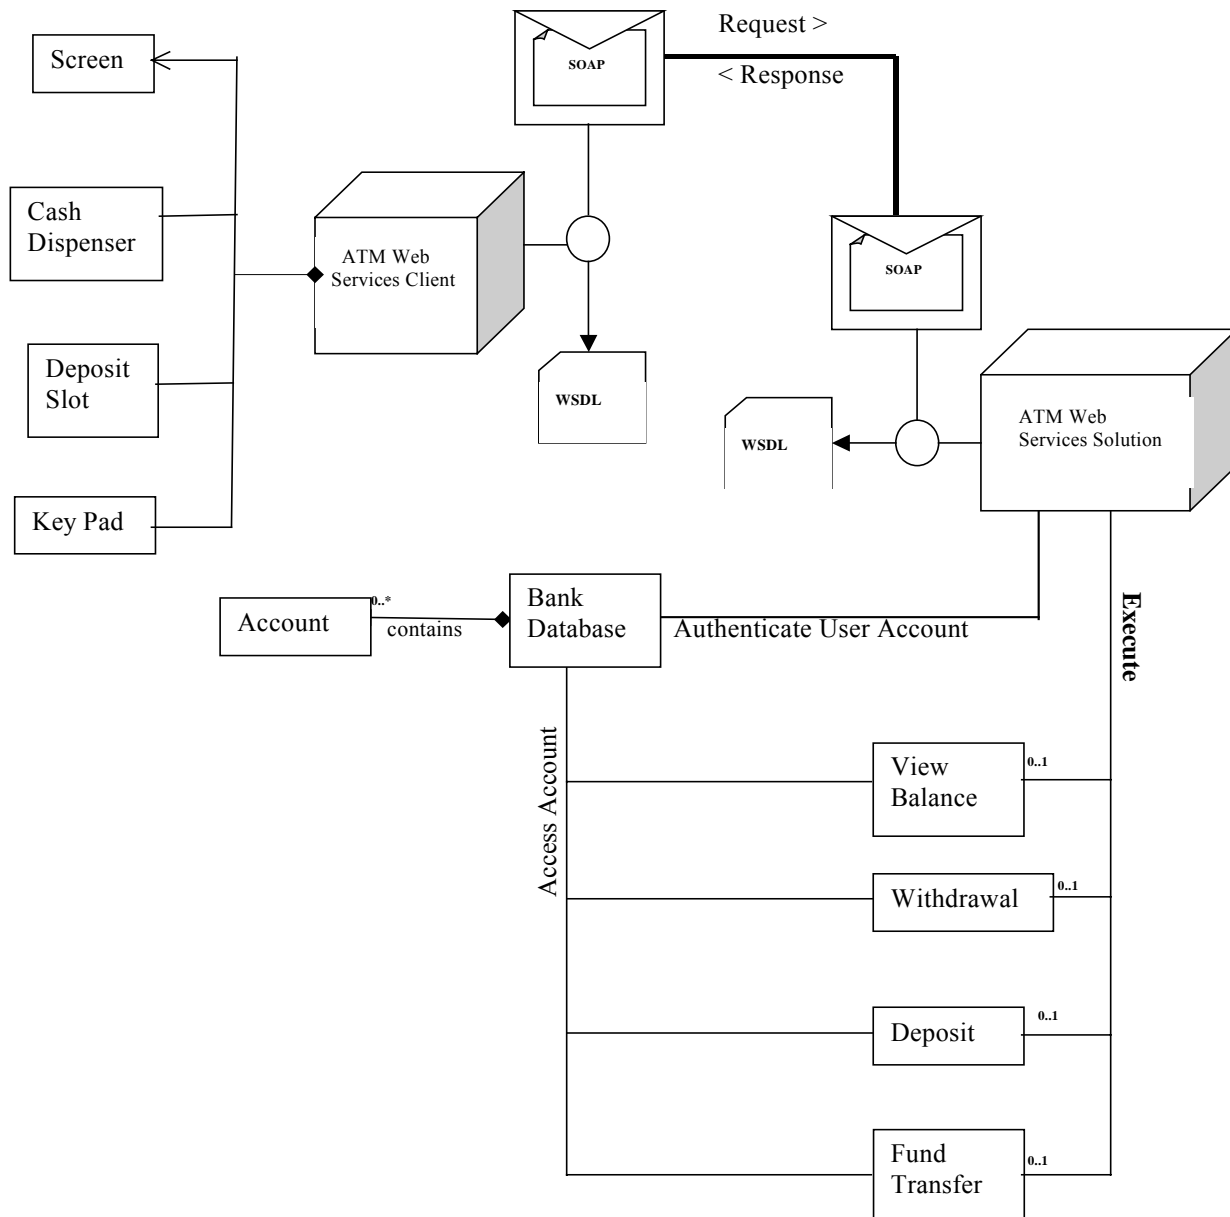 Request >
< Response
SOAP
Screen
Cash
Dispenser
ATM Web
Services Client
SOAP
Deposit
Slot
WSDL
WSDL
ATM Web
Services Solution
Key Pad
Account
0..*
contains
Bank
Database
Authenticate User Account
Execute
Access Account
View
Balance
0..1
Withdrawal
0..1
Deposit
0..1
Fund
Transfer
0..1